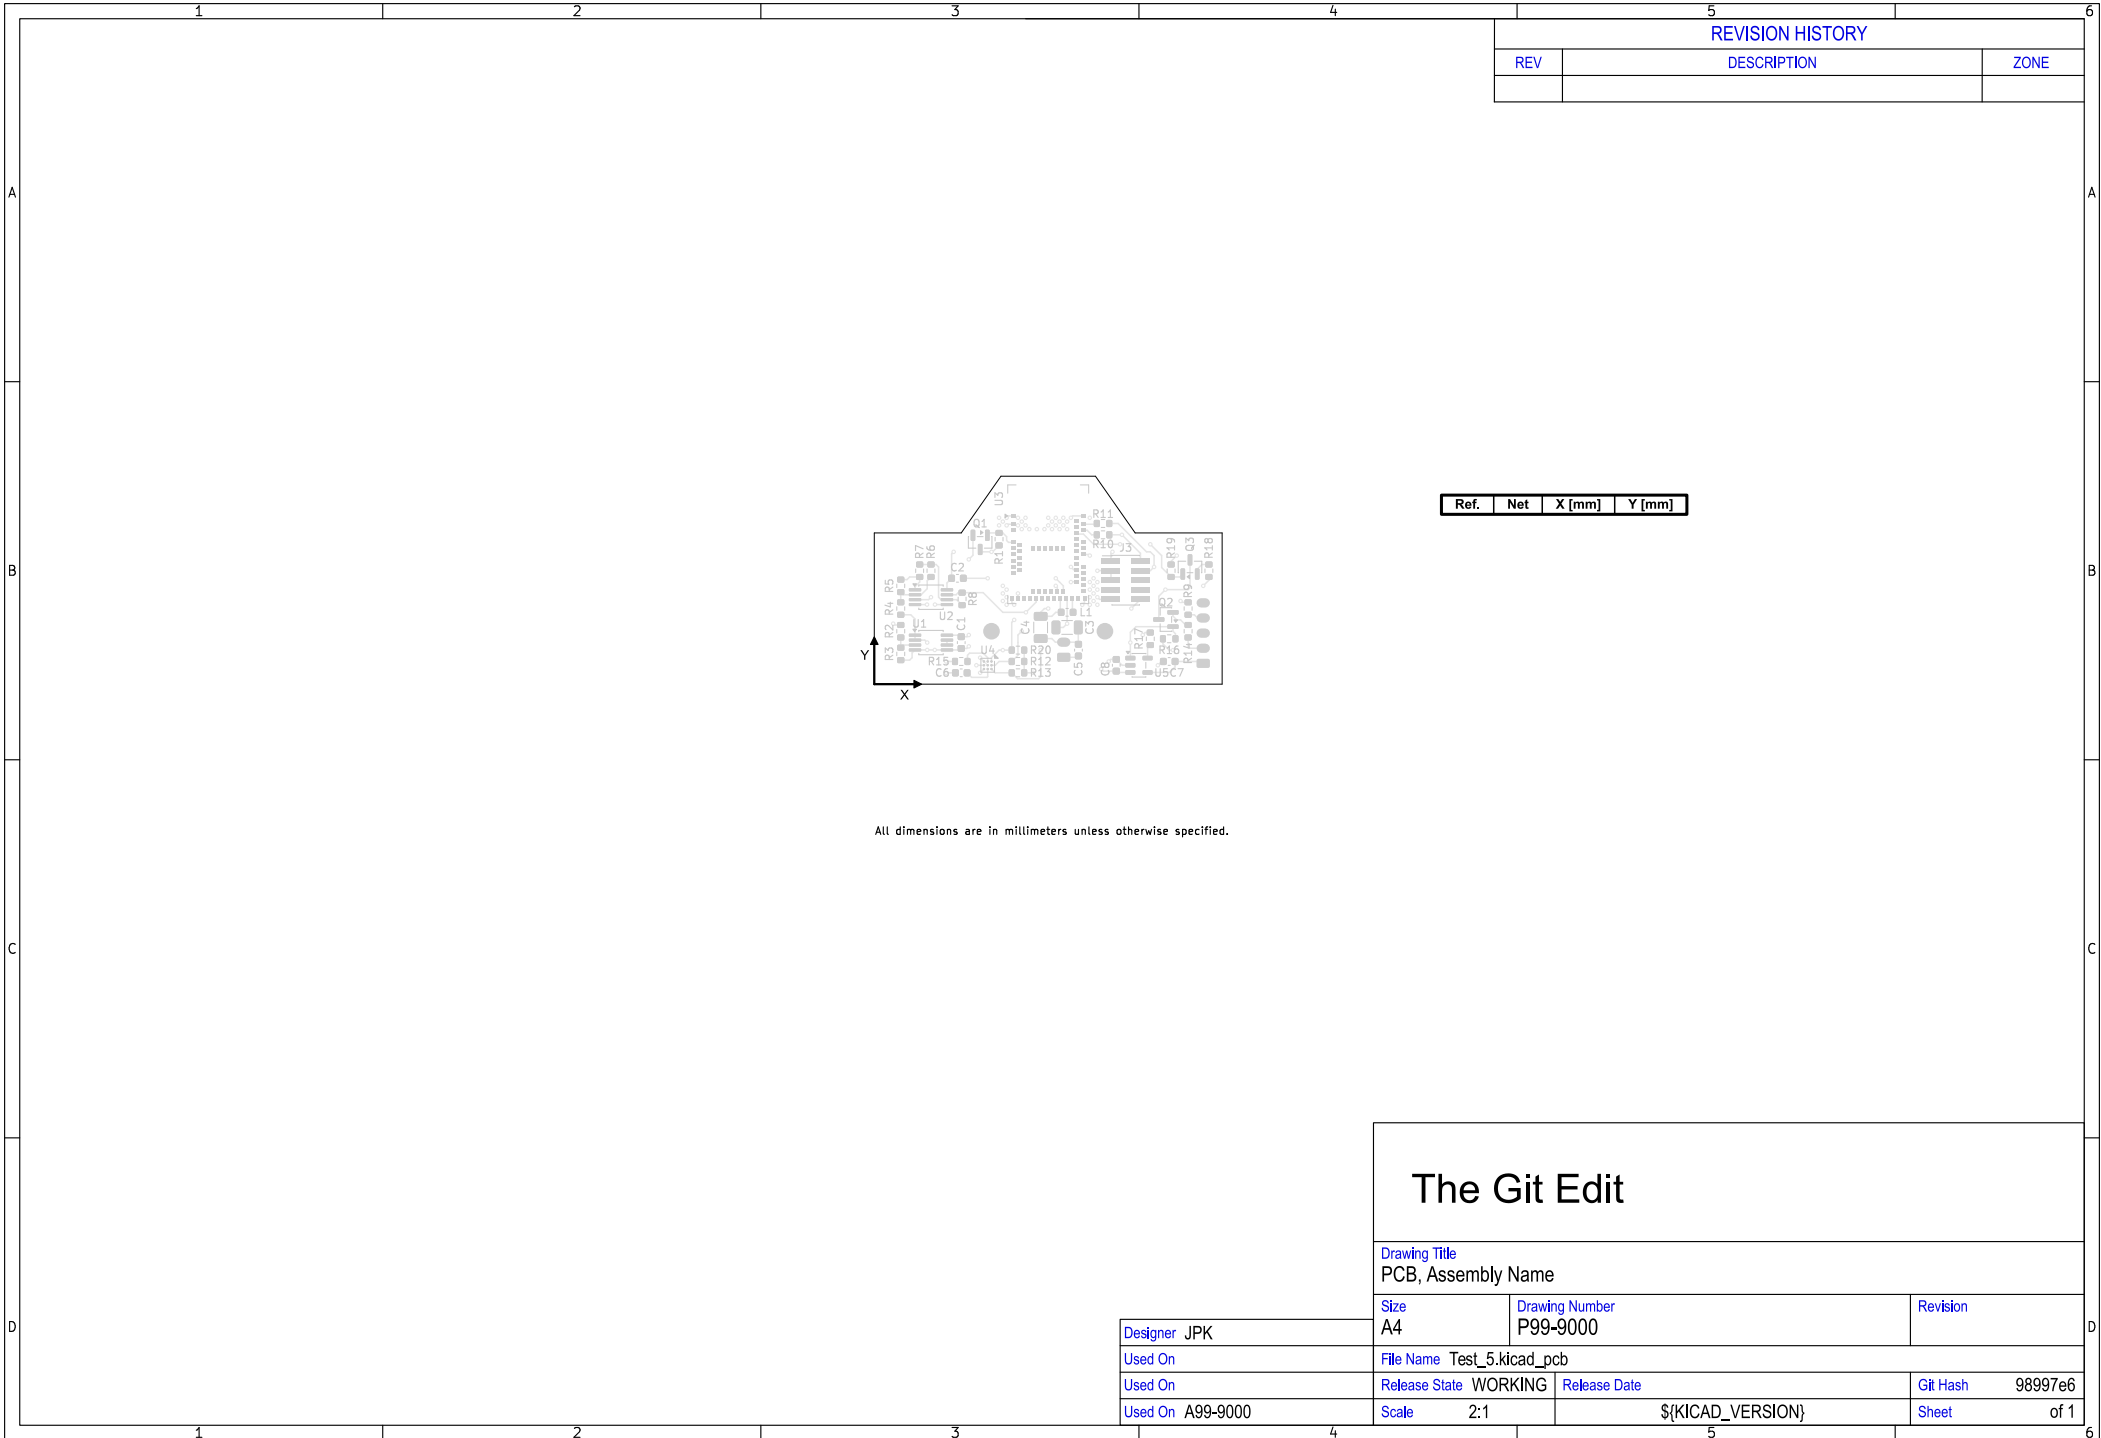 1 2 3 4 5 6
REVISION HISTORY
REV DESCRIPTION ZONE
A A
U3
Q1 R1 R11
R10 J3
R7 R6 C2 R19 Q3 R18
B B
R5 R4 R8 U2 R9 Q2
U1 R2 C1 C4 L1 C3 R17
R3 U4 R20 R16 R14
R15 R12
C6 R13 C5 C8 U5 C7
Y
X
Ref. Net X [mm] Y [mm]
All dimensions are in millimeters unless otherwise specified.
C C
The Git Edit
Drawing Title
PCB, Assembly Name
Size Drawing Number Revision
A4 P99-9000
D D
Designer JPK
Used On
File Name Test_5.kicad_pcb
Used On
Release State WORKING Release Date Git Hash 98997e6
Used On A99-9000
Scale 2:1 ${KICAD_VERSION} Sheet of 1
1 2 3 4 5 6